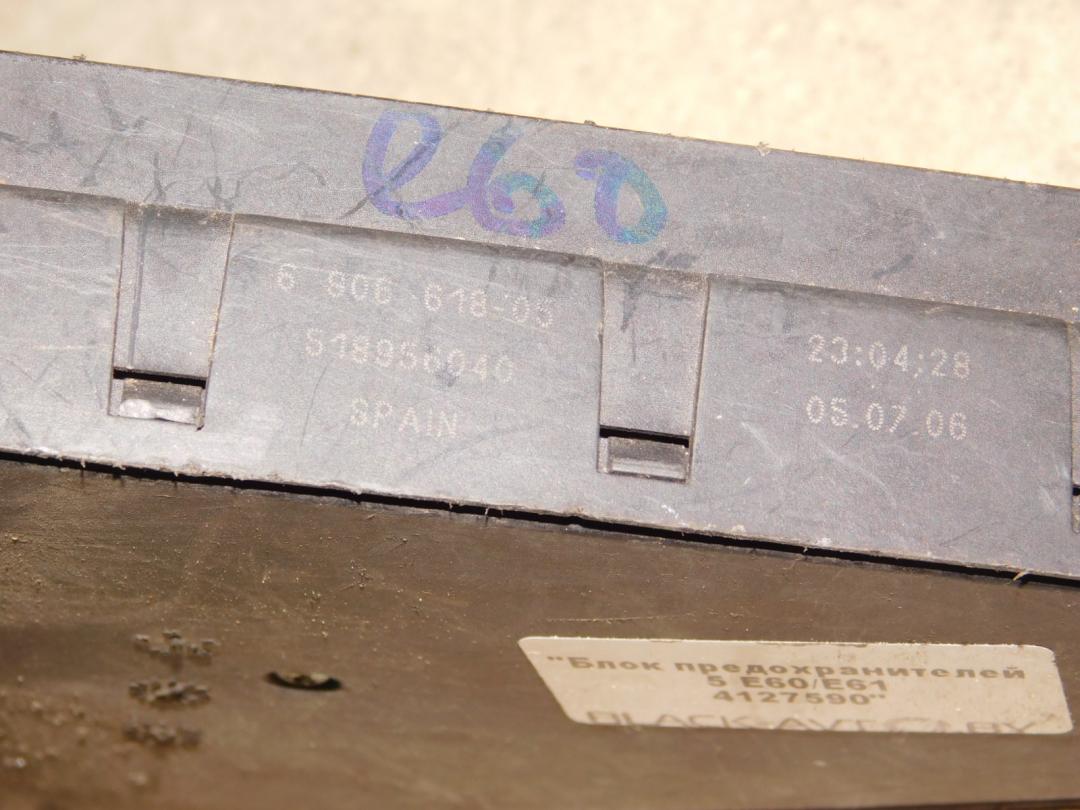 e60
6 906 618-05
518956040
SPAIN
23:04:28
05.07.06
"Блок предохранителей
5 E60/E61
4127590"